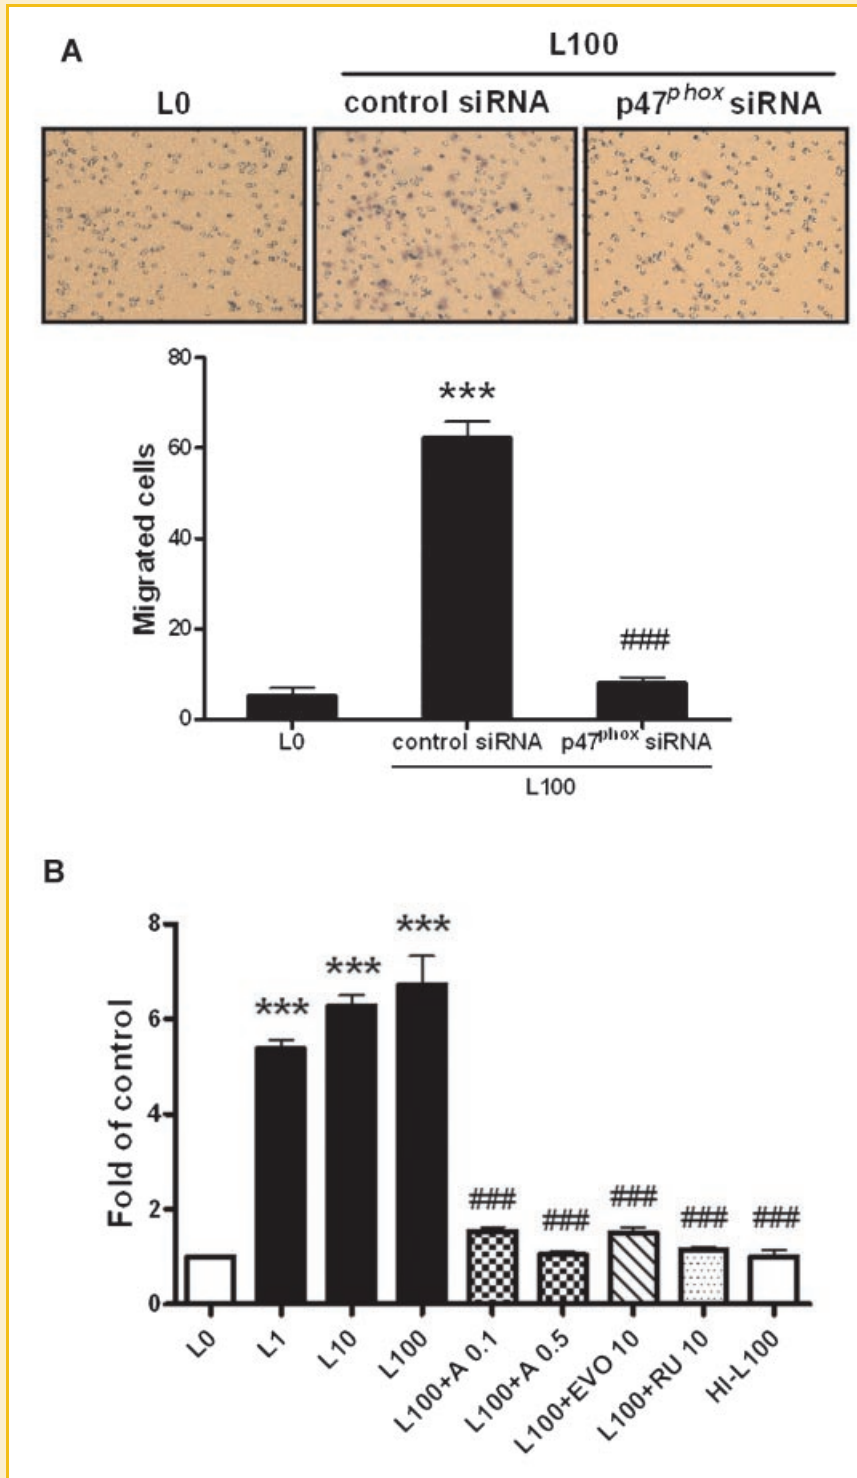 A
L100
L0
control siRNA
p47phox siRNA
80
60
40
20
0
Migrated cells
***
###
L0
control siRNA
p47phox siRNA
L100
B
8
6
4
2
0
Fold of control
***
***
***
###
###
###
###
###
L0
L1
L10
L100
L100+A 0.1
L100+A 0.5
L100+EVO 10
L100+RU 10
HI-L100